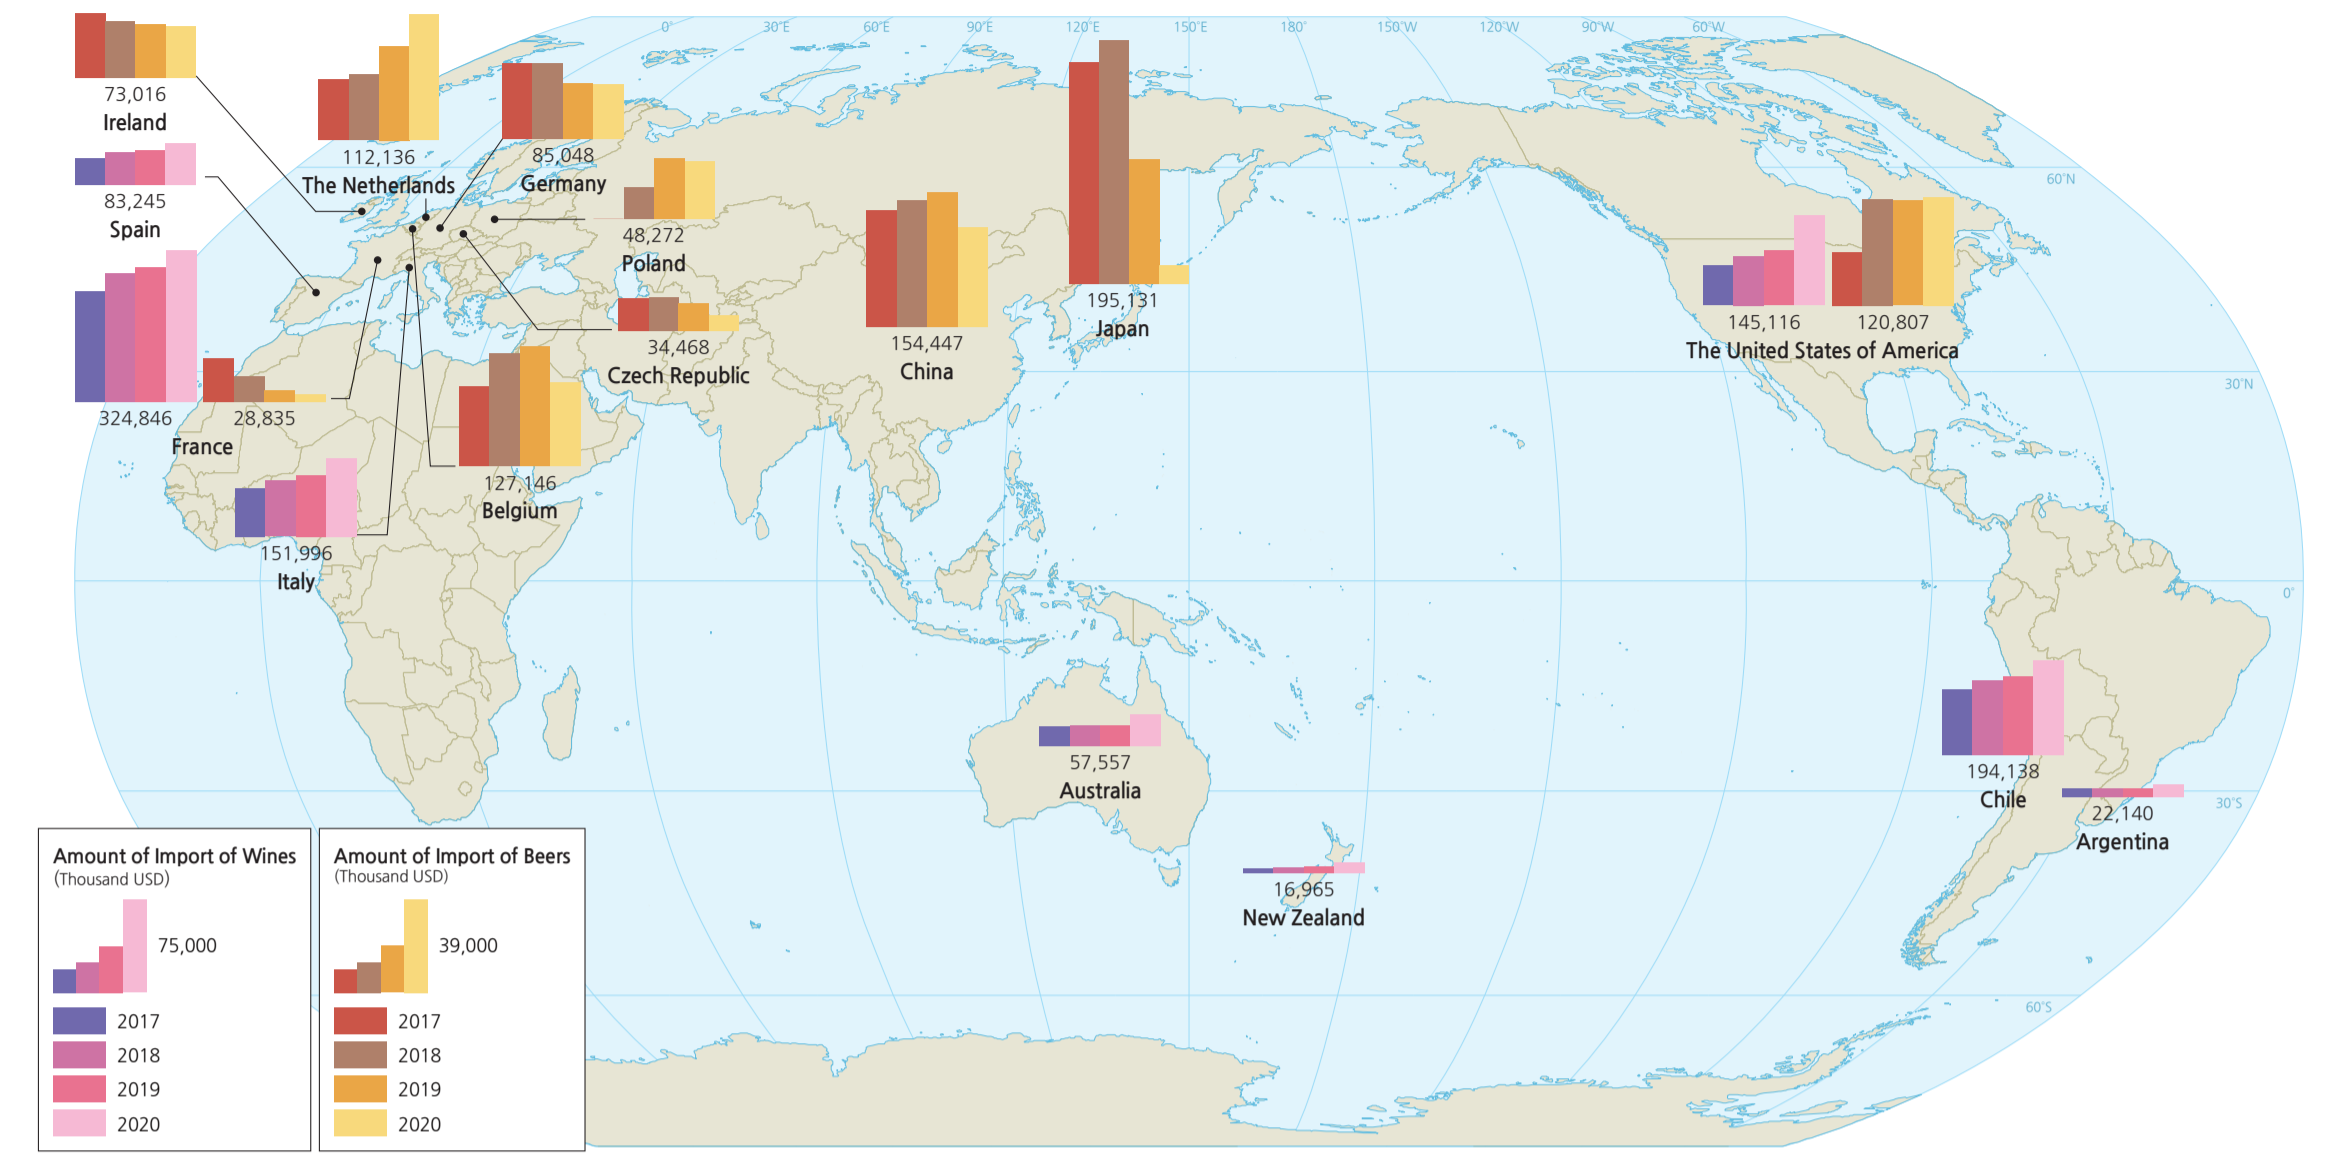 0°
30°E
60°E
90°E
120°E
150°E
180°
150°W
120°W
90°W
60°W
60°N
30°N
0°
30°S
60°S
73,016
Ireland
83,245
Spain
112,136
The Netherlands
85,048
Germany
48,272
Poland
34,468
Czech Republic
324,846
28,835
France
127,146
Belgium
151,996
Italy
154,447
China
195,131
Japan
145,116
120,807
The United States of America
57,557
Australia
16,965
New Zealand
194,138
Chile
22,140
Argentina
Amount of Import of Wines
(Thousand USD)
75,000
2017
2018
2019
2020
Amount of Import of Beers
(Thousand USD)
39,000
2017
2018
2019
2020